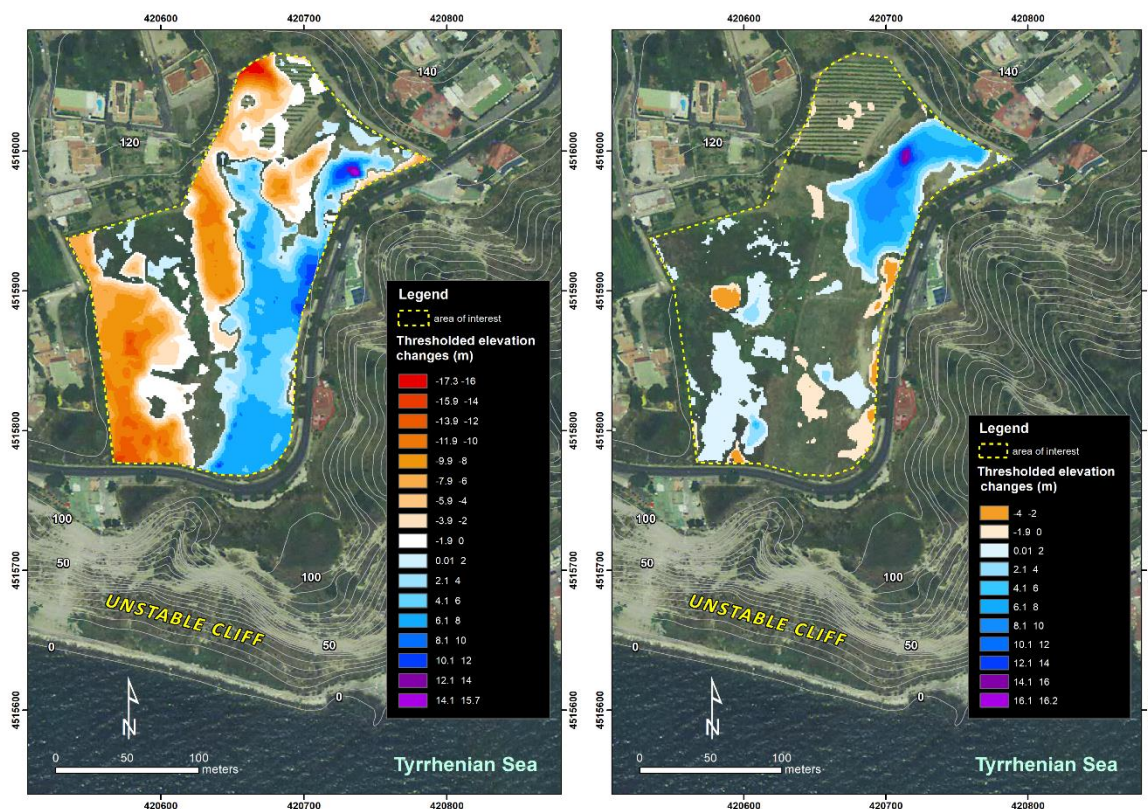 420600 420700 420800
4516000
4515900
4515800
4515700
4515600
140
120
100
50
0
100
50
0
UNSTABLE CLIFF
Legend
area of interest
Thresholded elevation
changes (m)
-17.3 -16
-15.9 -14
-13.9 -12
-11.9 -10
-9.9 -8
-7.9 -6
-5.9 -4
-3.9 -2
-1.9 0
0.01 2
2.1 4
4.1 6
6.1 8
8.1 10
10.1 12
12.1 14
14.1 15.7
N
0 50 100
meters
Tyrrhenian Sea
420600 420700 420800
420600 420700 420800
140
120
100
50
0
100
50
0
UNSTABLE CLIFF
Legend
area of interest
Thresholded elevation
changes (m)
-4 -2
-1.9 0
0.01 2
2.1 4
4.1 6
6.1 8
8.1 10
10.1 12
12.1 14
14.1 16
16.1 16.2
4516000
4515900
4515800
4515700
4515600
N
0 50 100
meters
Tyrrhenian Sea
420600 420700 420800